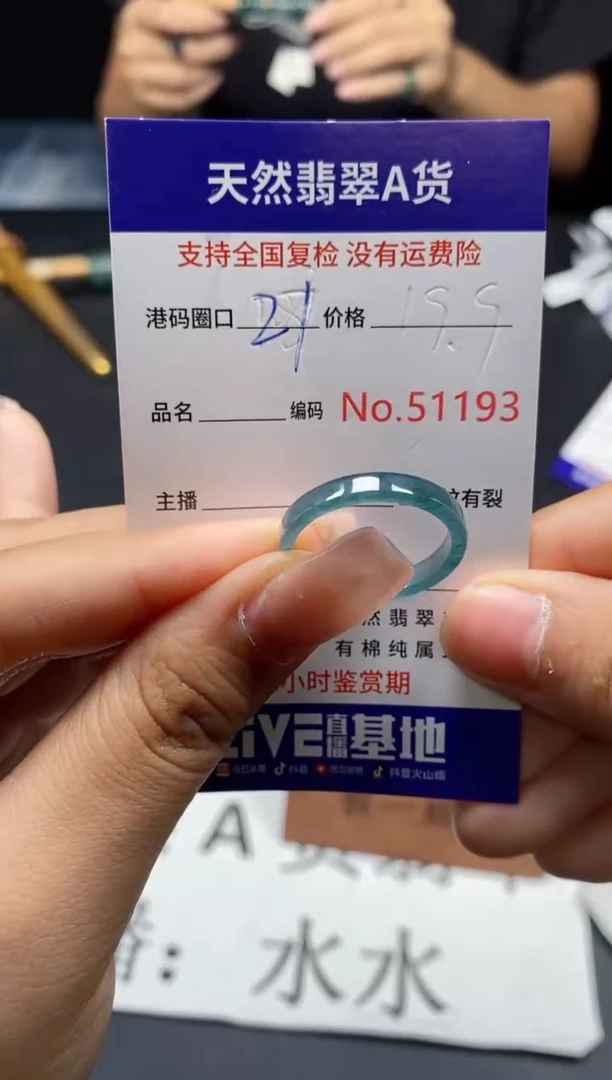 天然翡翠A货
支持全国复检 没有运费险
港码圈口 21 价格 19.9
品名 编码 No.51193
主播 有裂
然翡翠
有棉纯属
小时鉴赏期
LIVE直播基地
抖音 抖音火山版
A
水水